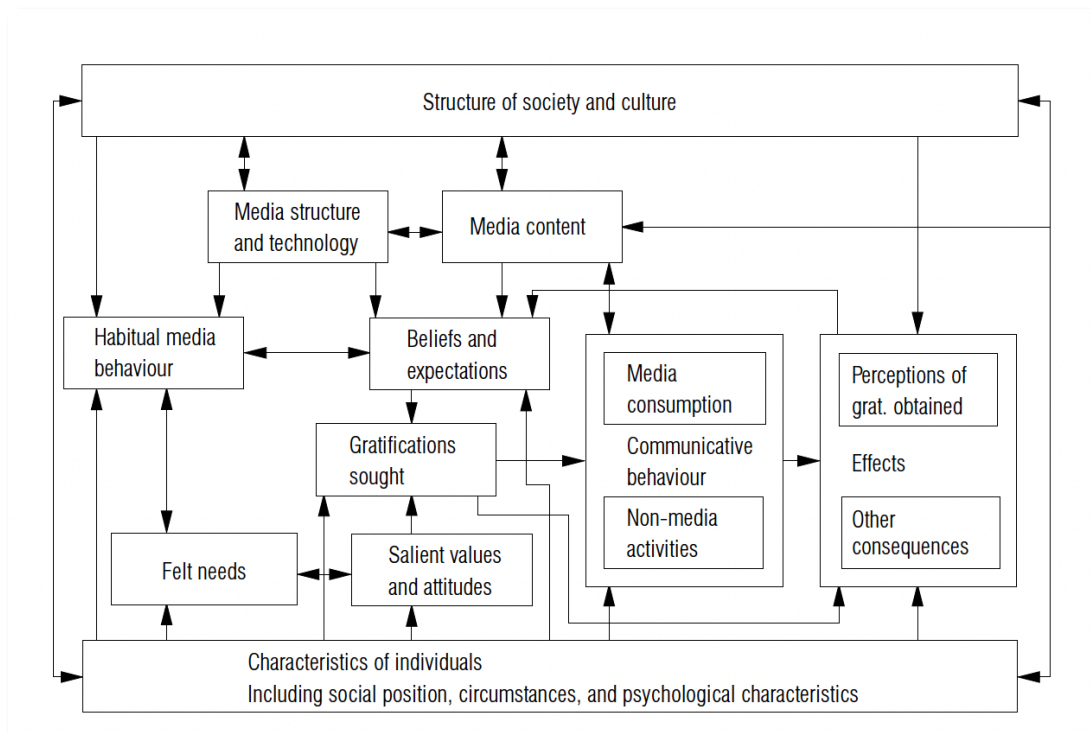 Structure of society and culture
Media structure
and technology
Media content
Habitual media
behaviour
Beliefs and
expectations
Media
consumption
Communicative
behaviour
Non-media
activities
Perceptions of
grat. obtained
Effects
Other
consequences
Gratifications
sought
Felt needs
Salient values
and attitudes
Characteristics of individuals
Including social position, circumstances, and psychological characteristics